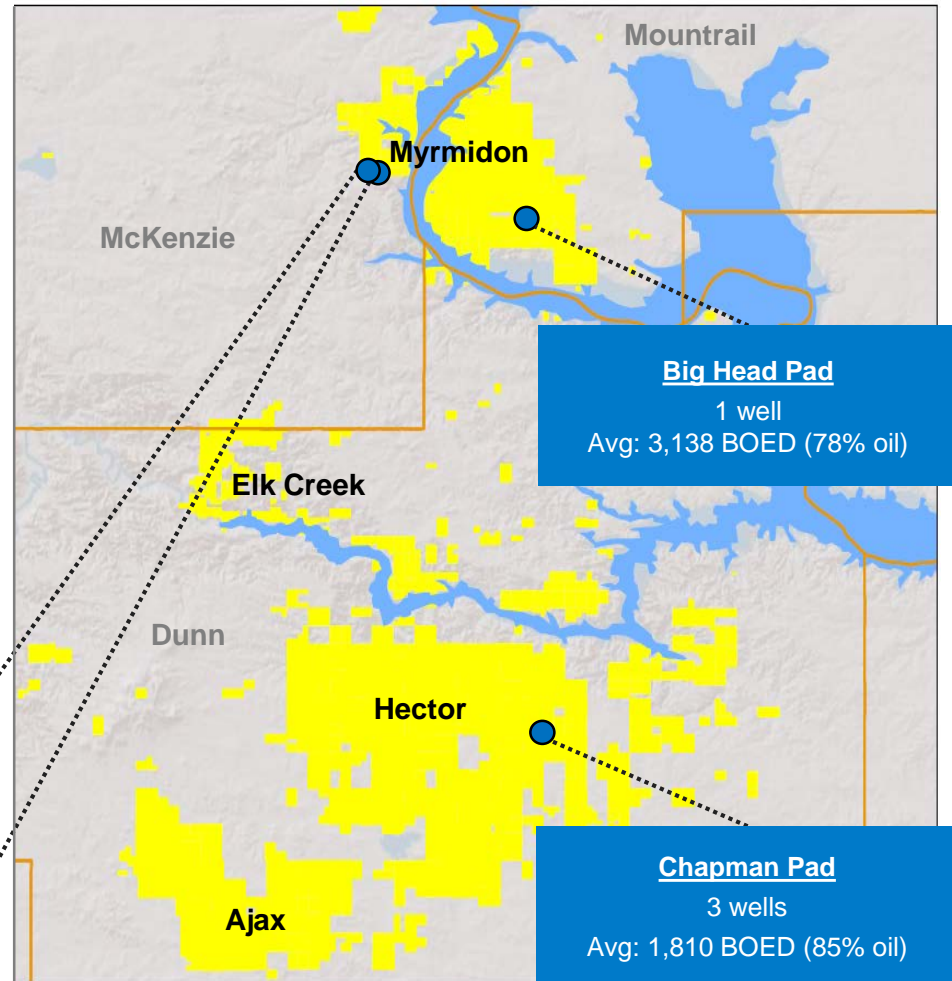 Mountrail
Myrmidon
McKenzie
Big Head Pad
1 well
Avg: 3,138 BOED (78% oil)
Elk Creek
Dunn
Hector
Chapman Pad
3 wells
Avg: 1,810 BOED (85% oil)
Ajax